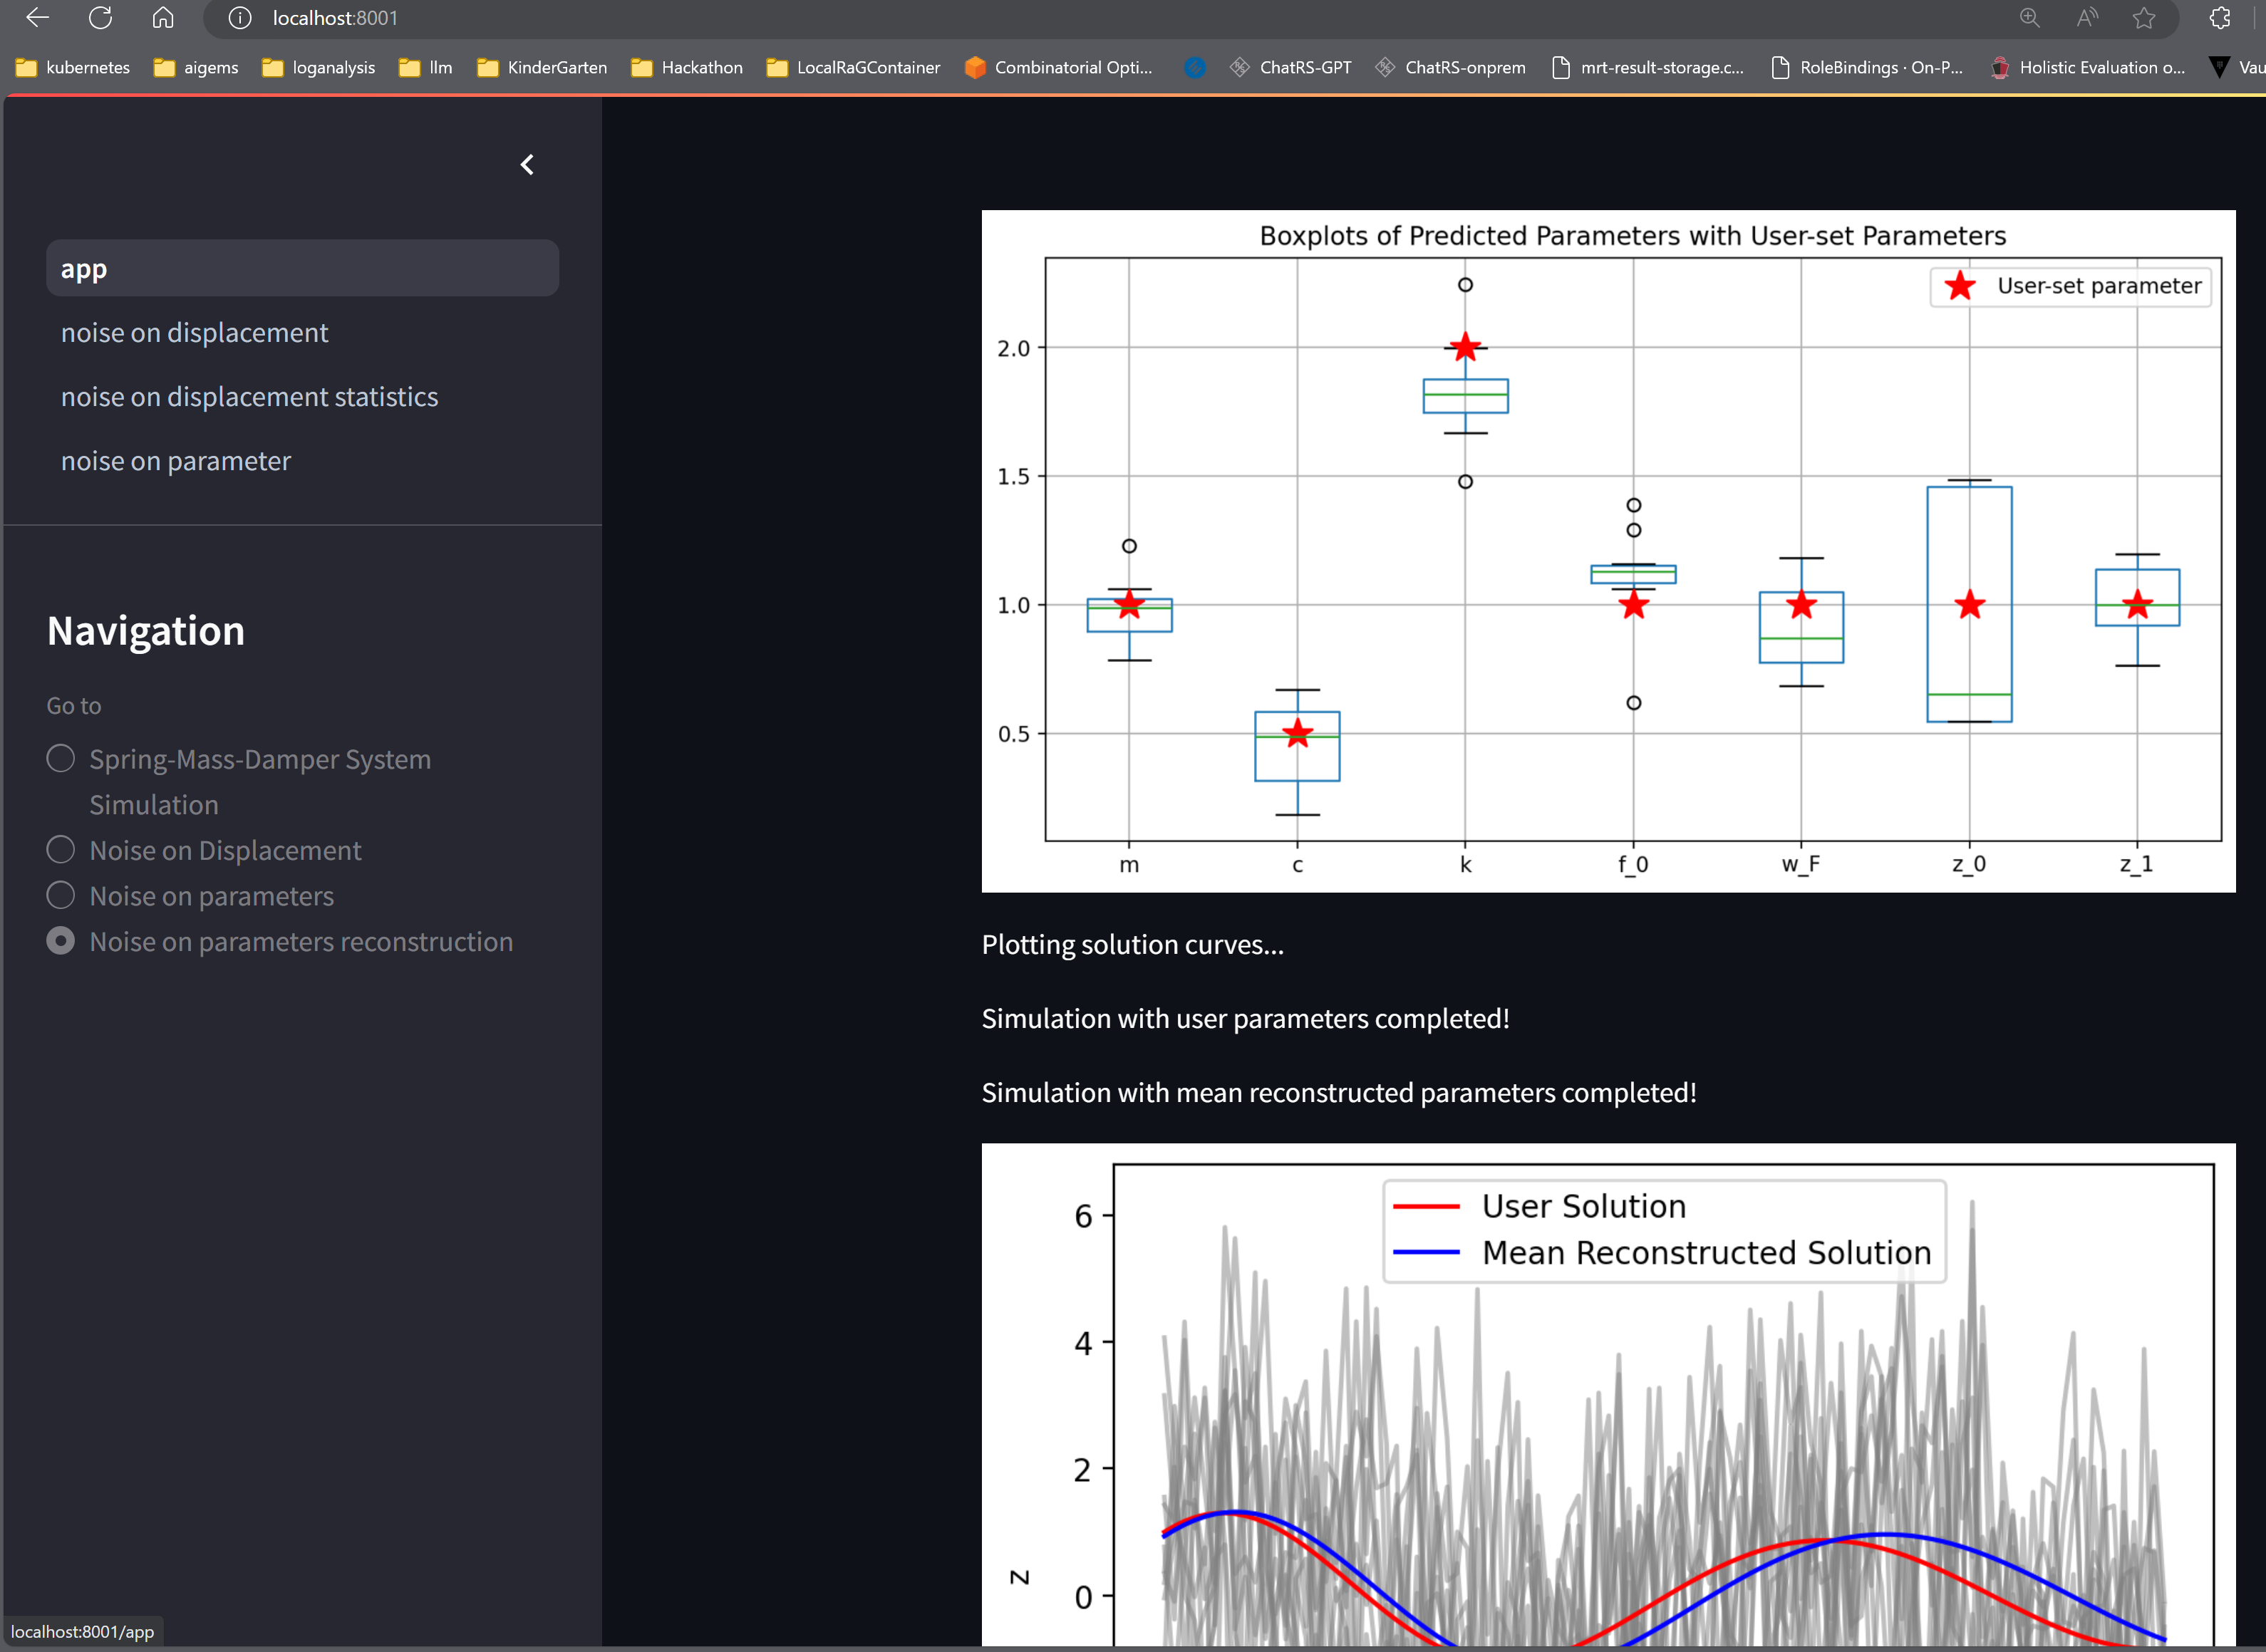 localhost:8001
kubernetes aigems loganalysis llm KinderGarten Hackathon LocalRaGContainer Combinatorial Opti... ChatRS-GPT ChatRS-onprem mrt-result-storage.c... RoleBindings · On-P... Holistic Evaluation o... Vau
app
noise on displacement
noise on displacement statistics
noise on parameter
Navigation
Go to
Spring-Mass-Damper System
Simulation
Noise on Displacement
Noise on parameters
Noise on parameters reconstruction
Boxplots of Predicted Parameters with User-set Parameters
User-set parameter
2.0
1.5
1.0
0.5
m c k f_0 w_F z_0 z_1
Plotting solution curves...
Simulation with user parameters completed!
Simulation with mean reconstructed parameters completed!
User Solution
Mean Reconstructed Solution
6
4
2
0
z
localhost:8001/app